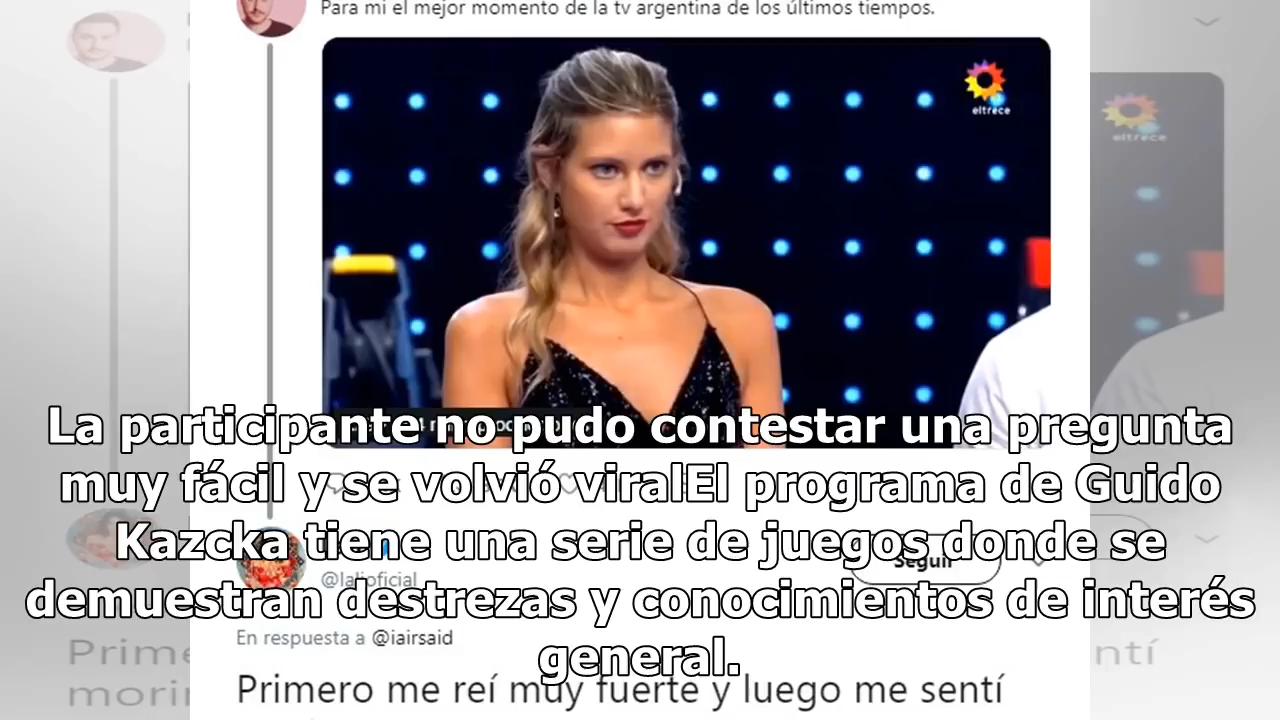 Para mi el mejor momento de la tv argentina de los últimos tiempos.
eltrece
eltrece
La participante no pudo contestar una pregunta
muy fácil y se volvió viralEl programa de Guido
Kazcka tiene una serie de juegos donde se
demuestran destrezas y conocimientos de interés
general.
@lalioficial
Seguir
En respuesta a @iairsaid
Primero me reí muy fuerte y luego me sentí